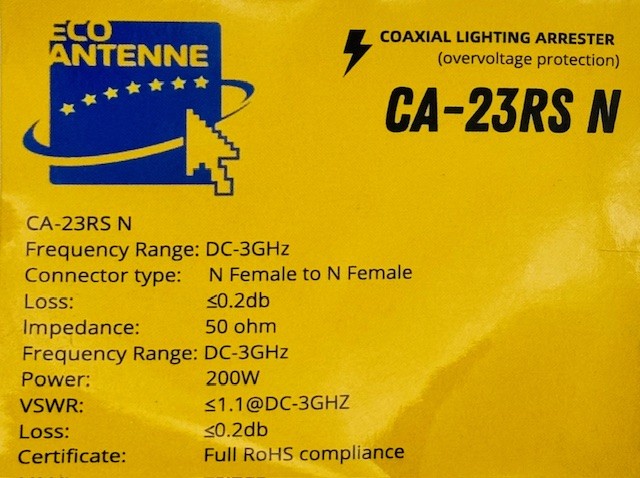 ECO
ANTENNE
COAXIAL LIGHTING ARRESTER
(overvoltage protection)
CA-23RS N
CA-23RS N
Frequency Range: DC-3GHz
Connector type: N Female to N Female
Loss: ≤0.2db
Impedance: 50 ohm
Frequency Range: DC-3GHz
Power: 200W
VSWR: ≤1.1@DC-3GHZ
Loss: ≤0.2db
Certificate: Full RoHS compliance